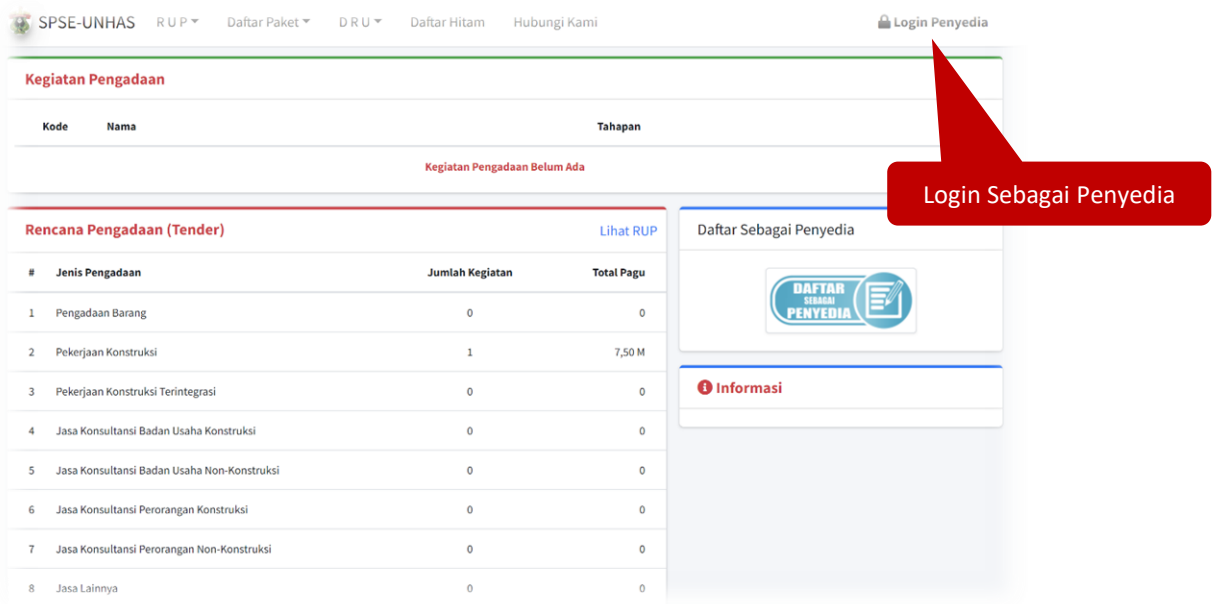 SPSE-UNHAS R U P Daftar Paket D R U Daftar Hitam Hubungi Kami Login Penyedia
Kegiatan Pengadaan
Kode Nama Tahapan
Kegiatan Pengadaan Belum Ada
Login Sebagai Penyedia
Rencana Pengadaan (Tender) Lihat RUP
# Jenis Pengadaan Jumlah Kegiatan Total Pagu
1 Pengadaan Barang 0 0
2 Pekerjaan Konstruksi 1 7,50 M
3 Pekerjaan Konstruksi Terintegrasi 0 0
4 Jasa Konsultansi Badan Usaha Konstruksi 0 0
5 Jasa Konsultansi Badan Usaha Non-Konstruksi 0 0
6 Jasa Konsultansi Perorangan Konstruksi 0 0
7 Jasa Konsultansi Perorangan Non-Konstruksi 0 0
8 Jasa Lainnya 0 0
Daftar Sebagai Penyedia
DAFTAR
SEBAGAI
PENYEDIA
Informasi